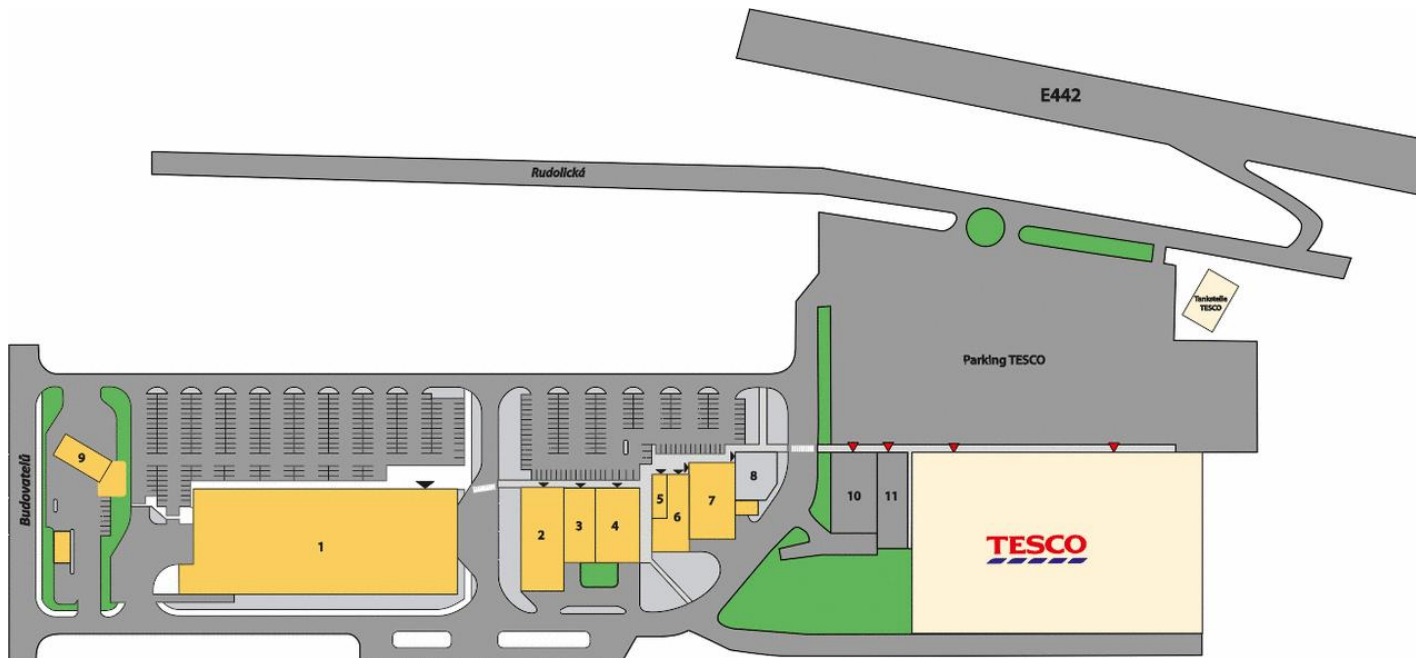 E442
Rudolická
Tankstelle
TESCO
Parking TESCO
Budovatelů
9
1
2
3
4
5
6
7
8
10
11
TESCO